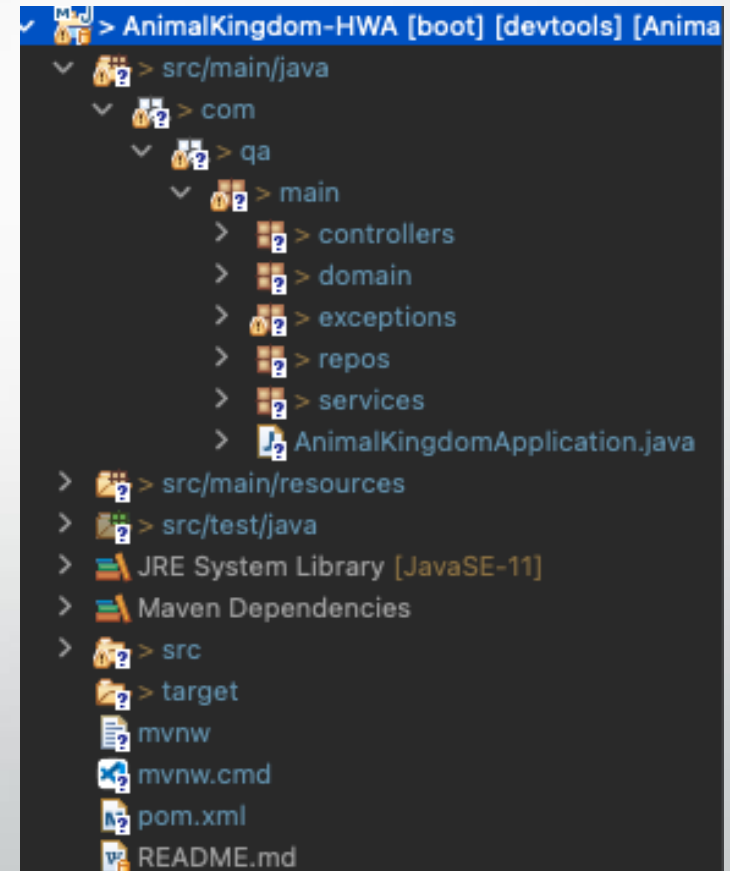 > AnimalKingdom-HWA [boot] [devtools] [Anima
> src/main/java
> com
> qa
> main
> controllers
> domain
> exceptions
> repos
> services
AnimalKingdomApplication.java
> src/main/resources
> src/test/java
JRE System Library [JavaSE-11]
Maven Dependencies
> src
> target
mvnw
mvnw.cmd
pom.xml
README.md